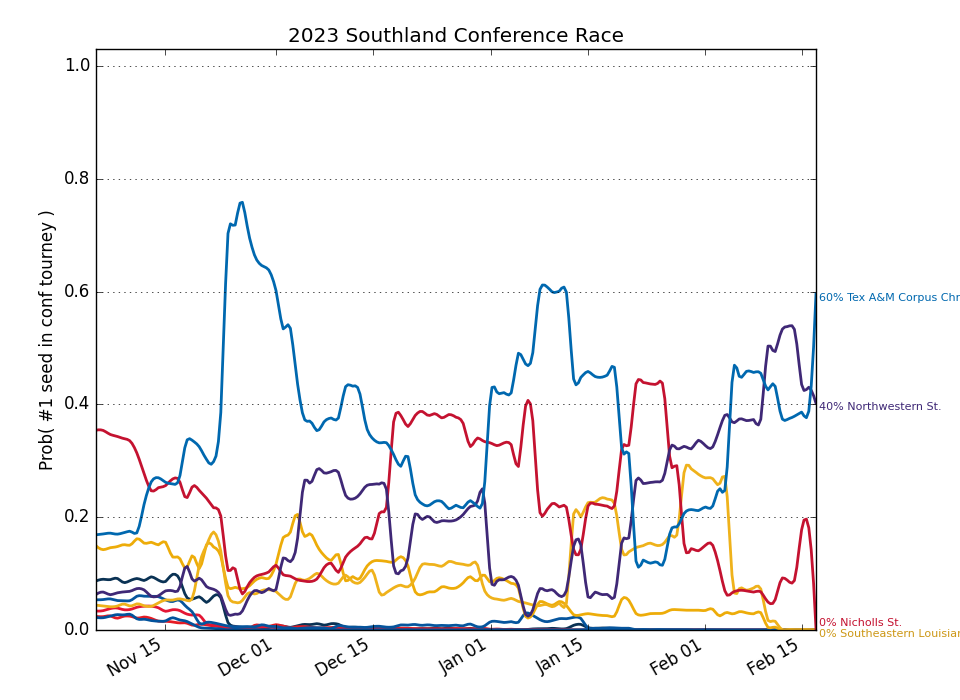 2023 Southland Conference Race
Prob( #1 seed in conf tourney )
1.0
0.8
0.6
0.4
0.2
0.0
Nov 15
Dec 01
Dec 15
Jan 01
Jan 15
Feb 01
Feb 15
60% Tex A&M Corpus Chr
40% Northwestern St.
0% Nicholls St.
0% Southeastern Louisian